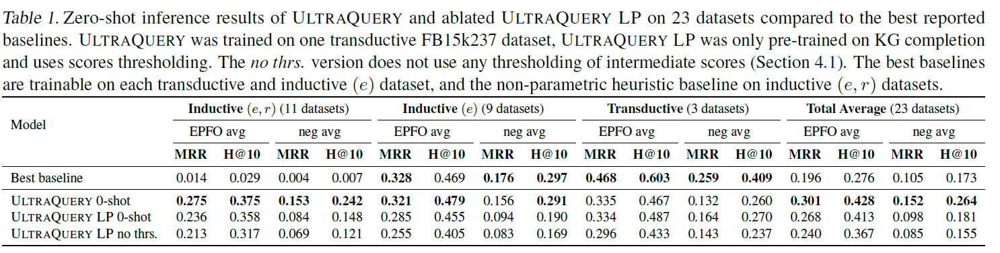 Table 1. Zero-shot inference results of ULTRAQUERY and ablated ULTRAQUERY LP on 23 datasets compared to the best reported
baselines. ULTRAQUERY was trained on one transductive FB15k237 dataset, ULTRAQUERY LP was only pre-trained on KG completion
and uses scores thresholding. The no thrs. version does not use any thresholding of intermediate scores (Section 4.1). The best baselines
are trainable on each transductive and inductive (e) dataset, and the non-parametric heuristic baseline on inductive (e, r) datasets.
Model Inductive (e, r) (11 datasets) Inductive (e) (9 datasets) Transductive (3 datasets) Total Average (23 datasets)
EPFO avg neg avg EPFO avg neg avg EPFO avg neg avg EPFO avg neg avg
MRR H@10 MRR H@10 MRR H@10 MRR H@10 MRR H@10 MRR H@10 MRR H@10 MRR H@10
Best baseline 0.014 0.029 0.004 0.007 0.328 0.469 0.176 0.297 0.468 0.603 0.259 0.409 0.196 0.276 0.105 0.173
ULTRAQUERY 0-shot 0.275 0.375 0.153 0.242 0.321 0.479 0.156 0.291 0.335 0.467 0.132 0.260 0.301 0.428 0.152 0.264
ULTRAQUERY LP 0-shot 0.236 0.358 0.084 0.148 0.285 0.455 0.094 0.190 0.334 0.487 0.164 0.270 0.268 0.413 0.098 0.181
ULTRAQUERY LP no thrs. 0.213 0.317 0.069 0.121 0.255 0.405 0.083 0.169 0.296 0.433 0.143 0.237 0.240 0.367 0.085 0.155